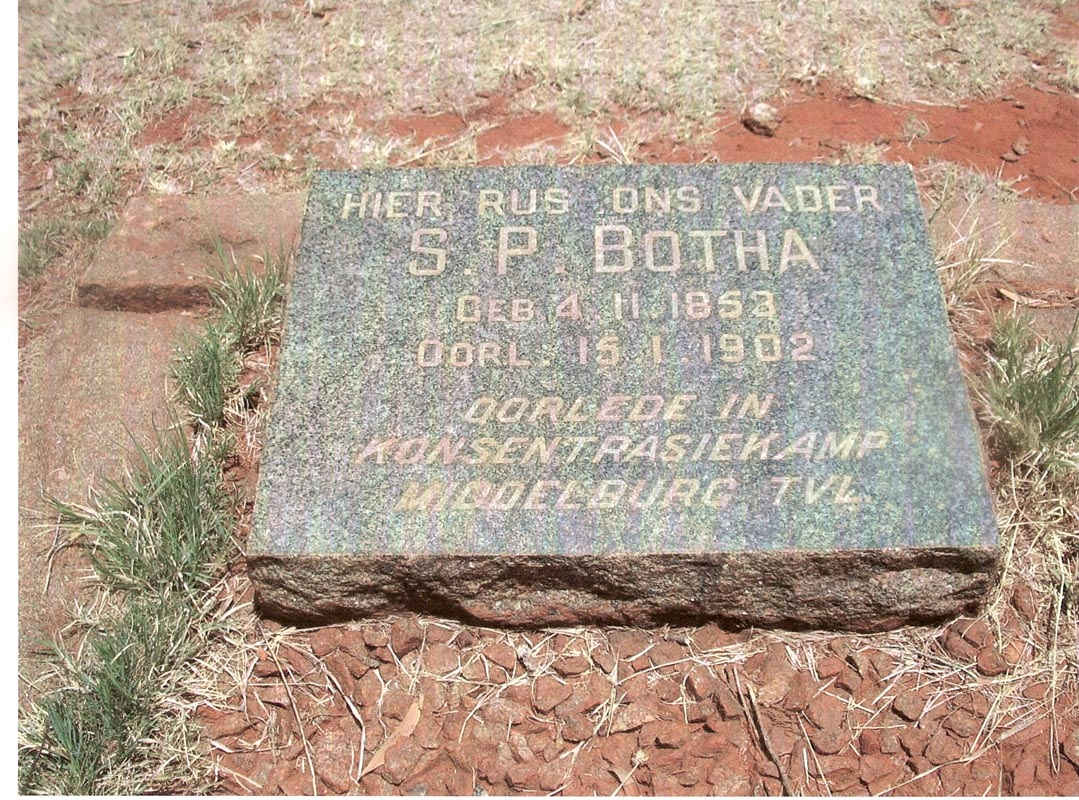 HIER RUS ONS VADER
S. P. BOTHA
GEB. 4. 11. 1853
OORL. 15. 1. 1902
OORLEDE IN
KONSENTRASIEKAMP
MIDDELBURG TVL.